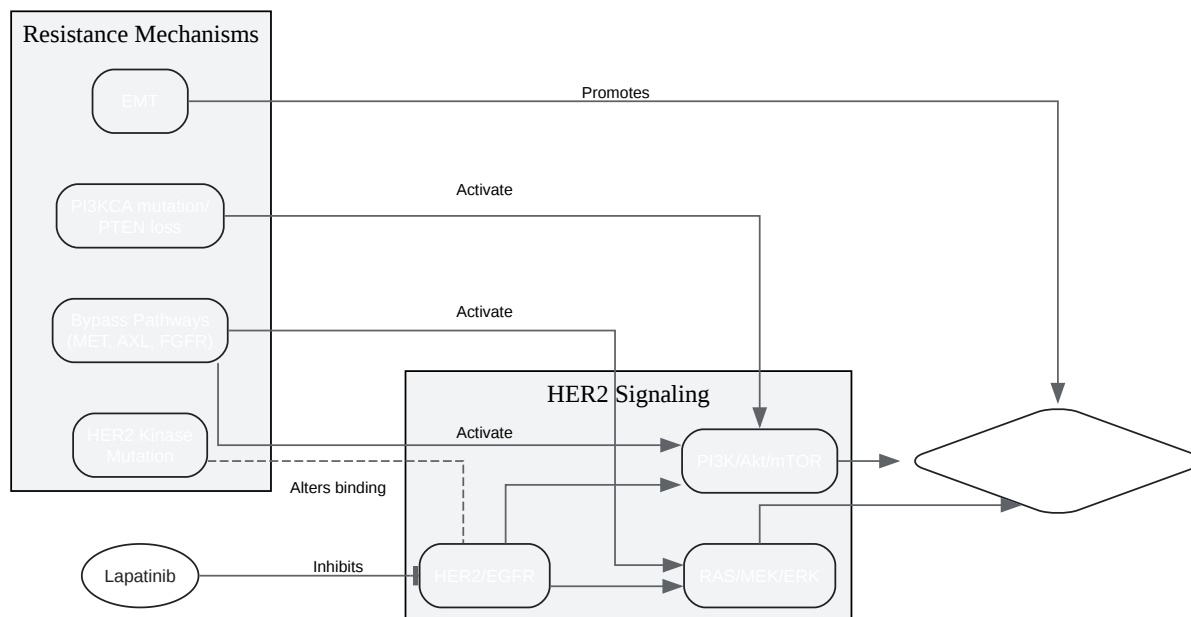 Resistance Mechanisms
EMT
Promotes
PI3KCA mutation/
PTEN loss
Activate
Bypass Pathways
(MET, AXL, FGFR)
Activate
HER2 Signaling
HER2 Kinase
Mutation
Activate
PI3K/Akt/mTOR
Alters binding
Lapatinib
Inhibits
HER2/EGFR
RAS/MEK/ERK